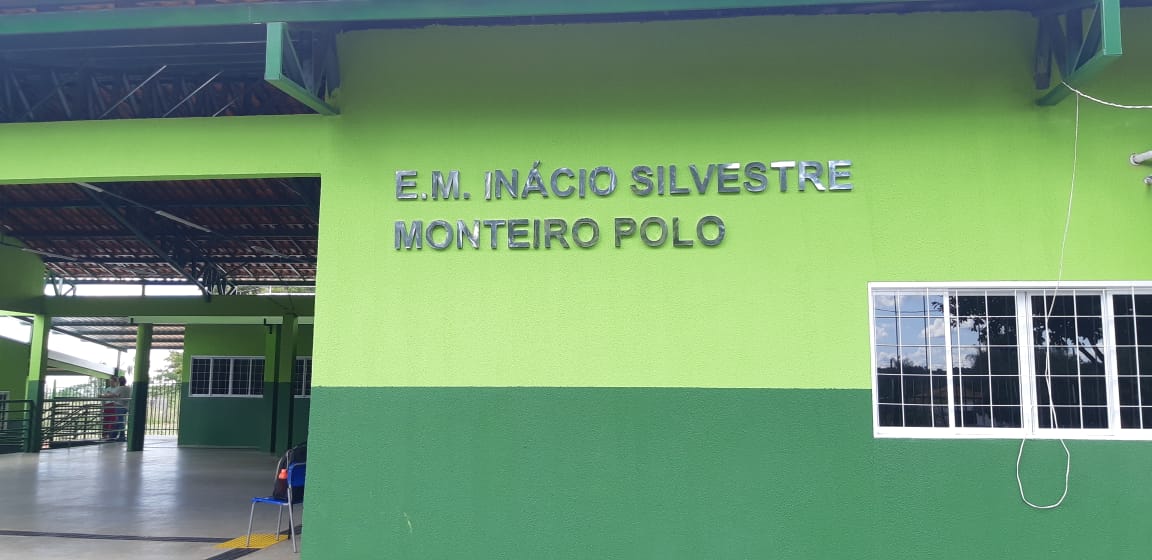 E.M. INÁCIO SILVESTRE
MONTEIRO POLO